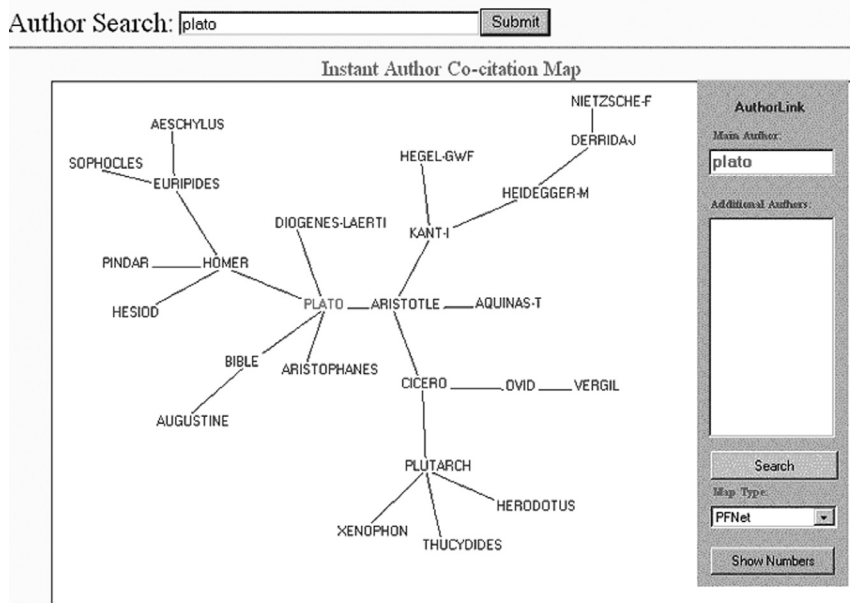 Author Search: plato Submit
Instant Author Co-citation Map
NIETZSCHE-F
AESCHYLUS
DERRIDA-J
HEGEL-GWF
SOPHOCLES
EURIPIDES
HEIDEGGER-M
DIOGENES-LAERTI
KANT-I
PINDAR
HOMER
HESIOD
PLATO
ARISTOTLE
AQUINAS-T
BIBLE
ARISTOPHANES
CICERO
OVID
VERGIL
AUGUSTINE
PLUTARCH
HERODOTUS
XENOPHON
THUCYDIDES
AuthorLink
Main Author:
plato
Additional Authors:
Search
Map Type:
PFNet
Show Numbers